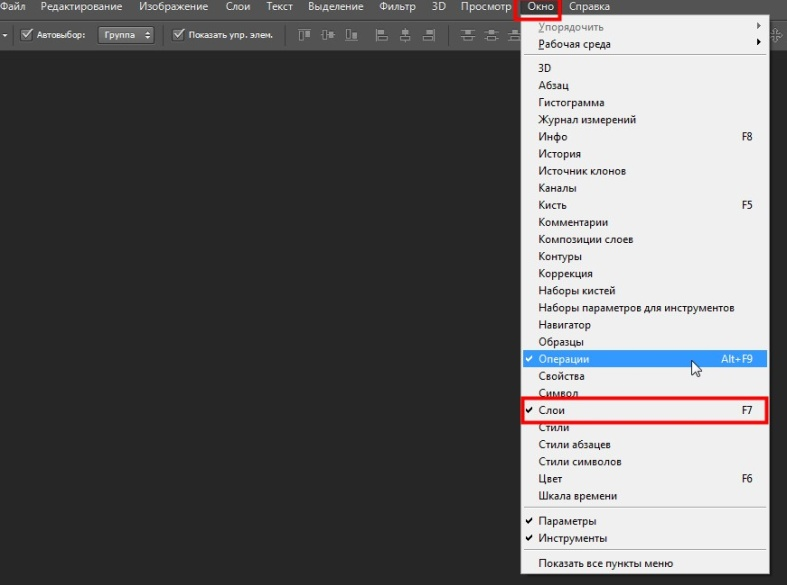 Файл Редактирование Изображение Слои Текст Выделение Фильтр 3D Просмотр Окно Справка
Автовыбор: Группа Показать упр. элем.
Упорядочить
Рабочая среда
3D
Абзац
Гистограмма
Журнал измерений
Инфо F8
История
Источник клонов
Каналы
Кисть F5
Комментарии
Композиции слоев
Контуры
Коррекция
Наборы кистей
Наборы параметров для инструментов
Навигатор
Образцы
Операции Alt+F9
Свойства
Символ
Слои F7
Стили
Стили абзацев
Стили символов
Цвет F6
Шкала времени
Параметры
Инструменты
Показать все пункты меню